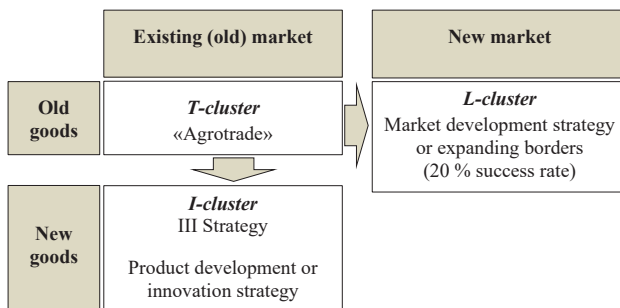 Existing (old) market
New market
Old
goods
T-cluster
«Agrotrade»
L-cluster
Market development strategy
or expanding borders
(20 % success rate)
New
goods
I-cluster
III Strategy
Product development or
innovation strategy